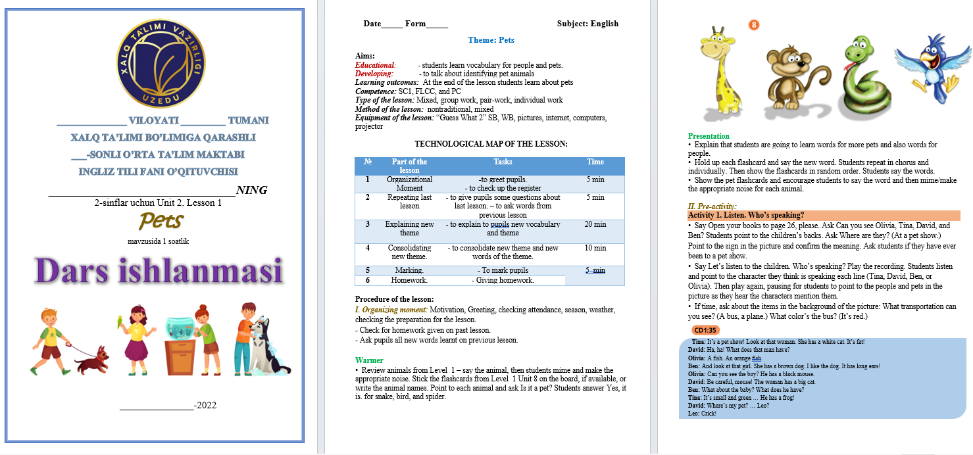 XALQ TA'LIMI VAZIRLIGI
UZEDU
____________ VILOYATI ________ TUMANI
XALQ TA'LIMI BO'LIMIGA QARASHLI
___-SONLI O'RTA TA'LIM MAKTABI
INGLIZ TILI FANI O'QITUVCHISI
______________________________NING
2-sinflar uchun Unit 2. Lesson 1
Pets
mavzusida 1 soatlik
Dars ishlanmasi
________________-2022
Date_____ Form_____ Subject: English
Theme: Pets
Aims:
Educational: - students learn vocabulary for people and pets.
Developing: - to talk about identifying pet animals
Learning outcomes: At the end of the lesson students learn about pets
Competence: SC1, FLCC, and PC
Type of the lesson: Mixed, group work, pair-work, individual work
Method of the lesson: nontraditional, mixed
Equipment of the lesson: "Guess What 2" SB, WB, pictures, internet, computers,
projector
TECHNOLOGICAL MAP OF THE LESSON:
№ Part of the lesson Tasks Time
1 Organizational Moment -to greet pupils. - to check up the register 5 min
2 Repeating last lesson - to give pupils some questions about last lesson. – to ask words from previous lesson 5 min
3 Explaining new theme - to explain to pupils new vocabulary and theme 20 min
4 Consolidating new theme. - to consolidate new theme and new words of the theme. 10 min
5 Marking. - To mark pupils 5 min
6 Homework. - Giving homework.
Procedure of the lesson:
I. Organizing moment: Motivation, Greeting, checking attendance, season, weather,
checking the preparation for the lesson.
- Check for homework given on past lesson.
- Ask pupils all new words learnt on previous lesson.
Warmer
• Review animals from Level 1 – say the animal, then students mime and make the
appropriate noise. Stick the flashcards from Level 1 Unit 8 on the board, if available, or
write the animal names. Point to each animal and ask Is it a pet? Students answer Yes, it
is. for snake, bird, and spider.
8
Presentation
• Explain that students are going to learn words for more pets and also words for
people.
• Hold up each flashcard and say the new word. Students repeat in chorus and
individually. Then show the flashcards in random order. Students say the words.
• Show the pet flashcards and encourage students to say the word and then mime/make
the appropriate noise for each animal.
II. Pre-activity:
Activity 1. Listen. Who's speaking?
• Say Open your books to page 26, please. Ask Can you see Olivia, Tina, David, and
Ben? Students point to the children's backs. Ask Where are they? (At a pet show.)
Point to the sign in the picture and confirm the meaning. Ask students if they have ever
been to a pet show.
• Say Let's listen to the children. Who's speaking? Play the recording. Students listen
and point to the character they think is speaking each line (Tina, David, Ben, or
Olivia). Then play again, pausing for students to point to the people and pets in the
picture as they hear the characters mention them.
• If time, ask about the items in the background of the picture: What transportation can
you see? (A bus, a plane.) What color's the bus? (It's red.)
CD1:35
Tina: It's a pet show! Look at that woman. She has a white cat. It's fat!
David: Ha, ha! What does that man have?
Olivia: A fish. An orange fish.
Ben: And look at that girl. She has a brown dog. I like the dog. It has long ears!
Olivia: Can you see the boy? He has a black mouse.
David: Be careful, mouse! The woman has a big cat.
Ben: What about the baby? What does he have?
Tina: It's small and green ... He has a frog!
David: Where's my pet? ... Leo?
Leo: Crick!